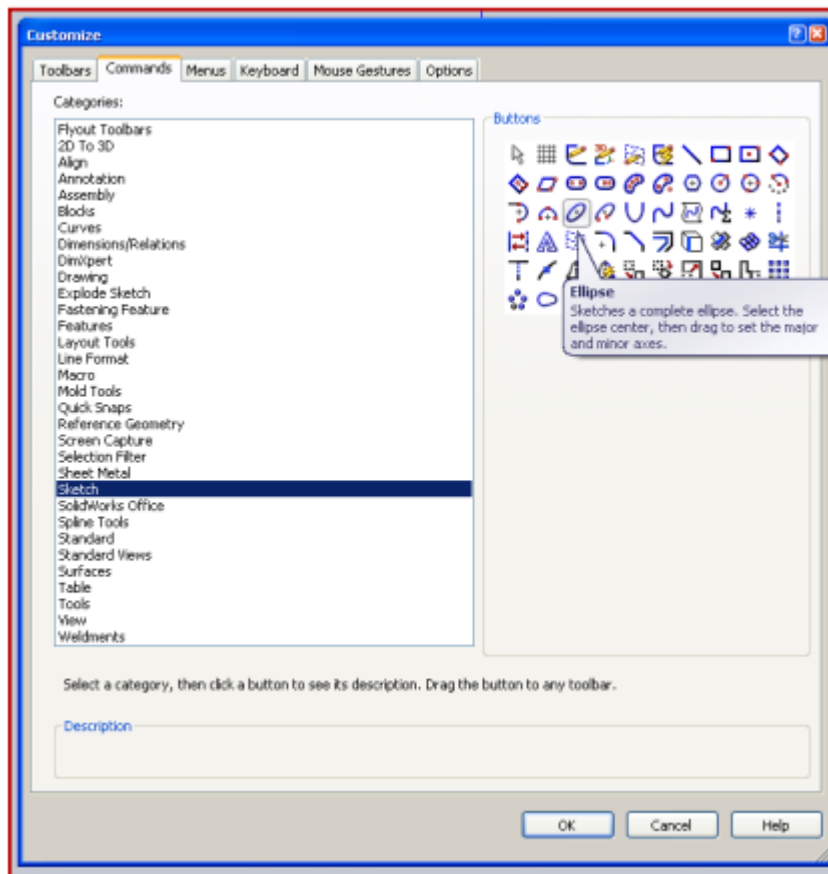 Customize
Toolbars Commands Menus Keyboard Mouse Gestures Options
Categories:
Buttons
Flyout Toolbars
2D To 3D
Align
Annotation
Assembly
Blocks
Curves
Dimensions/Relations
DimXpert
Drawing
Explode Sketch
Fastening Feature
Features
Layout Tools
Line Format
Macro
Mold Tools
Quick Snaps
Reference Geometry
Screen Capture
Selection Filter
Sheet Metal
Sketch
SolidWorks Office
Spline Tools
Standard
Standard Views
Surfaces
Table
Tools
View
Weldments
Ellipse
Sketches a complete ellipse. Select the
ellipse center, then drag to set the major
and minor axes.
Select a category, then click a button to see its description. Drag the button to any toolbar.
Description
OK Cancel Help